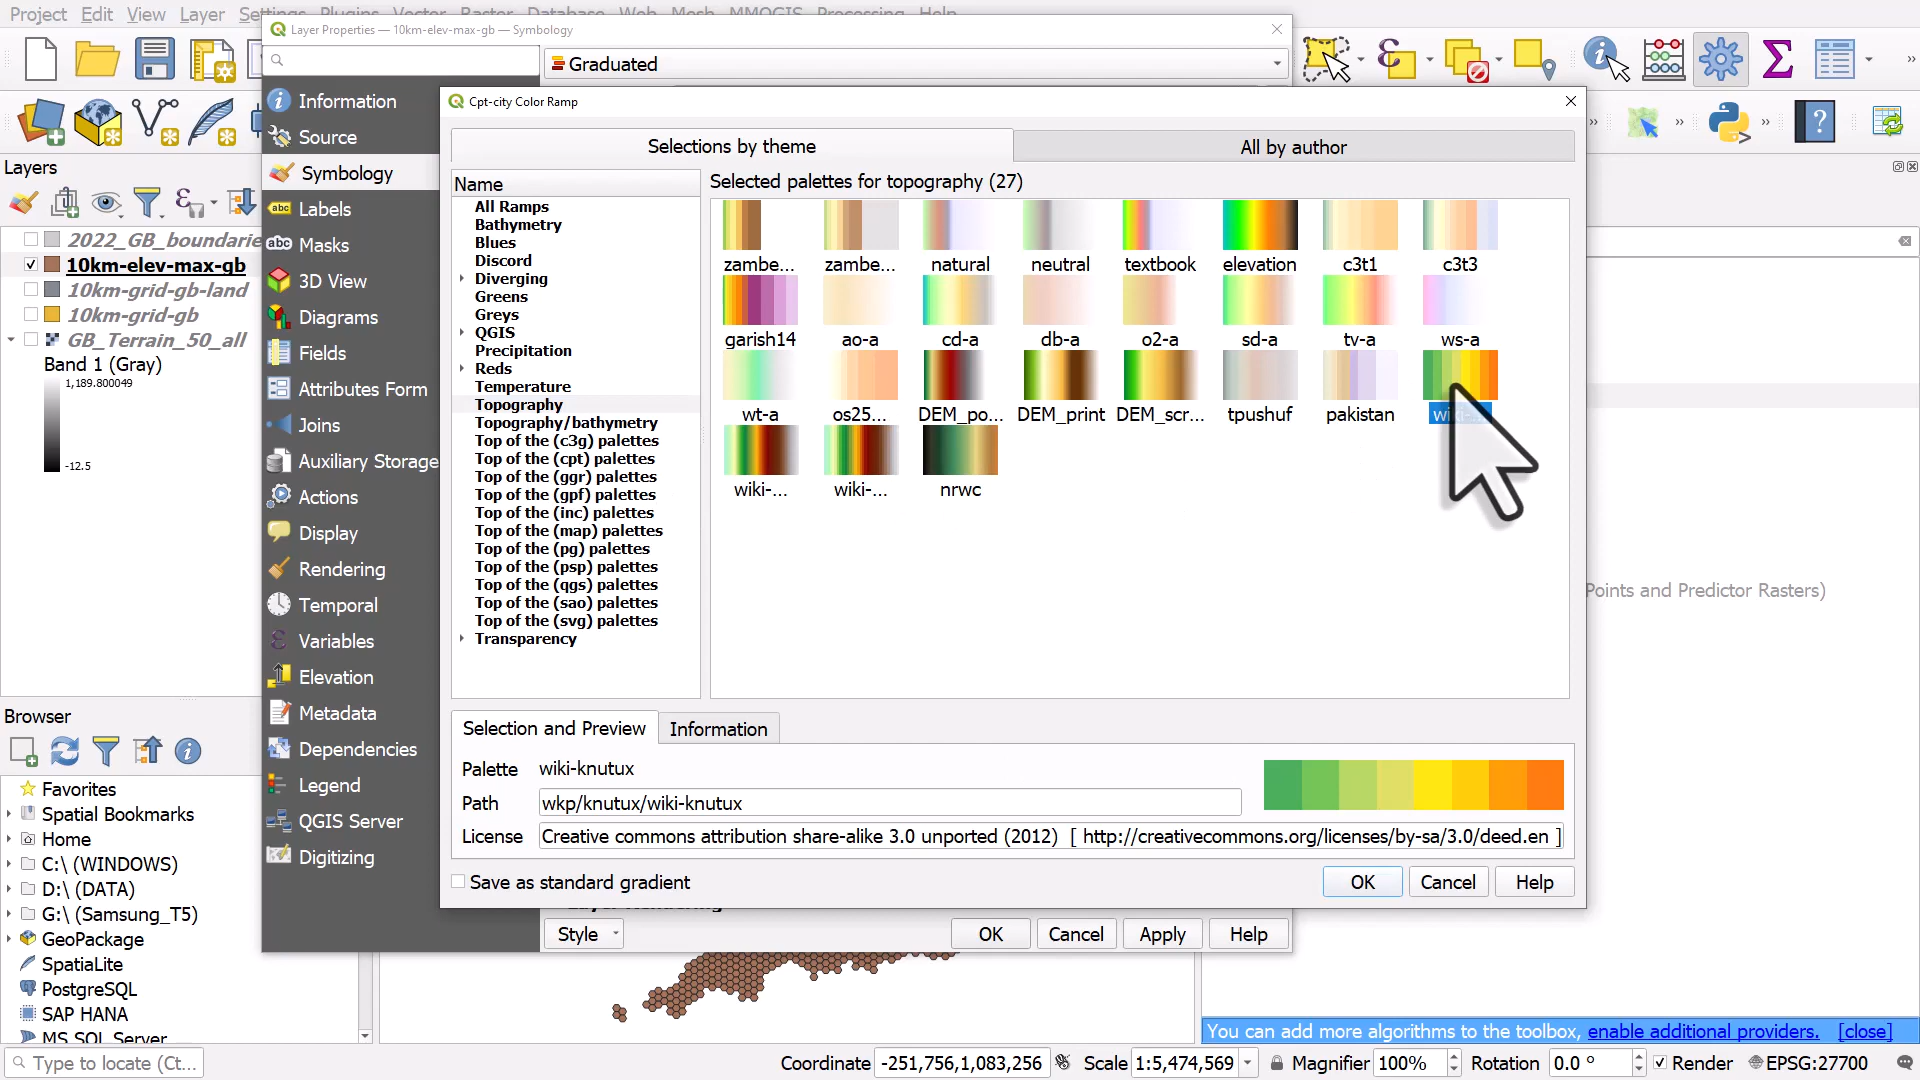 Project Edit View Layer Settings Plugins Vector Raster Database Web Mesh MMQGIS Processing Help
Layer Properties — 10km-elev-max-gb — Symbology
Graduated
Information
Source
Symbology
Labels
Masks
3D View
Diagrams
Fields
Attributes Form
Joins
Auxiliary Storage
Actions
Display
Rendering
Temporal
Variables
Elevation
Metadata
Dependencies
Legend
QGIS Server
Digitizing
Layers
2022_GB_boundarie
10km-elev-max-gb
10km-grid-gb-land
10km-grid-gb
GB_Terrain_50_all
Band 1 (Gray)
1,189.800049
-12.5
Browser
Favorites
Spatial Bookmarks
Home
C:\ (WINDOWS)
D:\ (DATA)
G:\ (Samsung_T5)
GeoPackage
SpatiaLite
PostgreSQL
SAP HANA
MS SQL Server
Cpt-city Color Ramp
Selections by theme
All by author
Name
All Ramps
Bathymetry
Blues
Discord
Diverging
Greens
Greys
QGIS
Precipitation
Reds
Temperature
Topography
Topography/bathymetry
Top of the (c3g) palettes
Top of the (cpt) palettes
Top of the (ggr) palettes
Top of the (gpf) palettes
Top of the (inc) palettes
Top of the (map) palettes
Top of the (pg) palettes
Top of the (psp) palettes
Top of the (qgs) palettes
Top of the (sao) palettes
Top of the (svg) palettes
Transparency
Selected palettes for topography (27)
zambe... zambe... natural neutral textbook elevation c3t1 c3t3
garish14 ao-a cd-a db-a o2-a sd-a tv-a ws-a
wt-a os25... DEM_po... DEM_print DEM_scr... tpushuf pakistan
wiki-... wiki-... nrwc
Selection and Preview
Information
Palette wiki-knutux
Path wkp/knutux/wiki-knutux
License Creative commons attribution share-alike 3.0 unported (2012) [ http://creativecommons.org/licenses/by-sa/3.0/deed.en ]
Save as standard gradient
OK Cancel Help
Layer Rendering
Style
OK Cancel Apply Help
Points and Predictor Rasters)
You can add more algorithms to the toolbox, enable additional providers. [close]
Type to locate (Ct...
Coordinate -251,756,1,083,256 Scale 1:5,474,569 Magnifier 100% Rotation 0.0 ° Render EPSG:27700